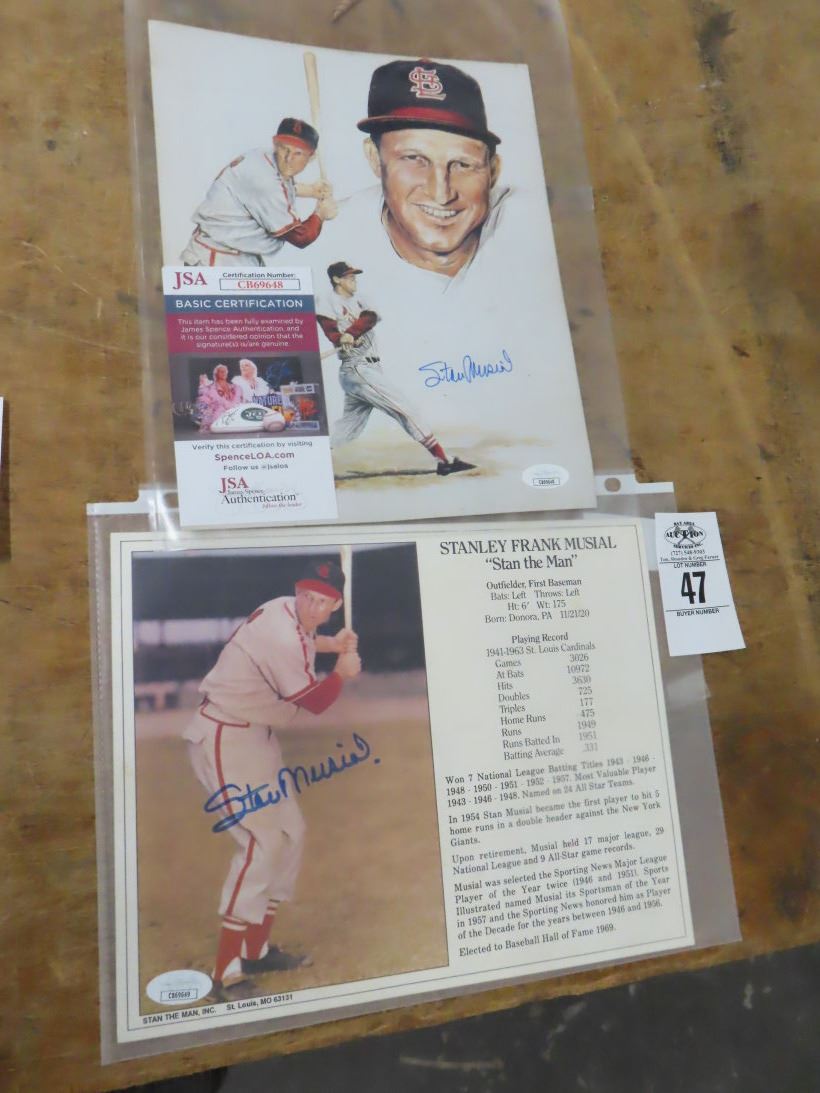 STL
JSA
Certification Number:
CB69648
BASIC CERTIFICATION
This item has been fully examined by
James Spence Authentication, and
it is our considered opinion that the
signature(s) is/are genuine.
Verify this certification by visiting
SpenceLOA.com
Follow us @jsaloa
JSA
James Spence
Authentication
Stan Musial
CB69648
AUCTION
SERVICES INC.
(727) 548-9303
LOT NUMBER
47
BUYER NUMBER
STANLEY FRANK MUSIAL
“Stan the Man”
Outfielder, First Baseman
Bats: Left Throws: Left
Ht: 6' Wt: 175
Born: Donora, PA 11/21/20
Playing Record
1941-1963 St. Louis Cardinals
Games 3026
At Bats 10972
Hits 3630
Doubles 725
Triples 177
Home Runs 475
Runs 1949
Runs Batted In 1951
Batting Average .331
Won 7 National League Batting Titles 1943 - 1946 -
1948 - 1950 - 1951 - 1952 - 1957. Most Valuable Player
1943 - 1946 - 1948. Named on 24 All Star Teams.
In 1954 Stan Musial became the first player to hit 5
home runs in a double header against the New York
Giants.
Upon retirement, Musial held 17 major league, 29
National League and 9 All-Star game records.
Musial was selected the Sporting News Major League
Player of the Year twice (1946 and 1951). Sports
Illustrated named Musial its Sportsman of the Year
in 1957 and the Sporting News honored him as Player
of the Decade for the years between 1946 and 1956.
Elected to Baseball Hall of Fame 1969.
Stan Musial.
CB69649
STAN THE MAN, INC. St. Louis, MO 63131